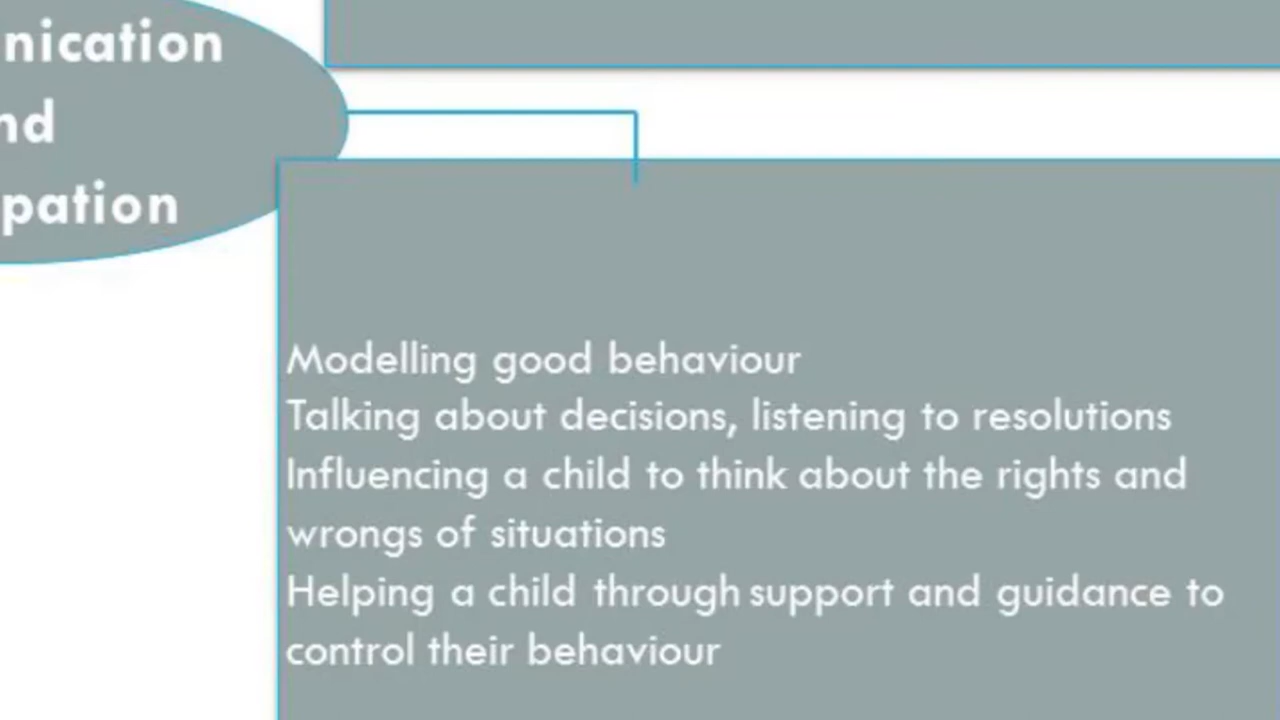 nication
nd
pation
Modelling good behaviour
Talking about decisions, listening to resolutions
Influencing a child to think about the rights and
wrongs of situations
Helping a child through support and guidance to
control their behaviour